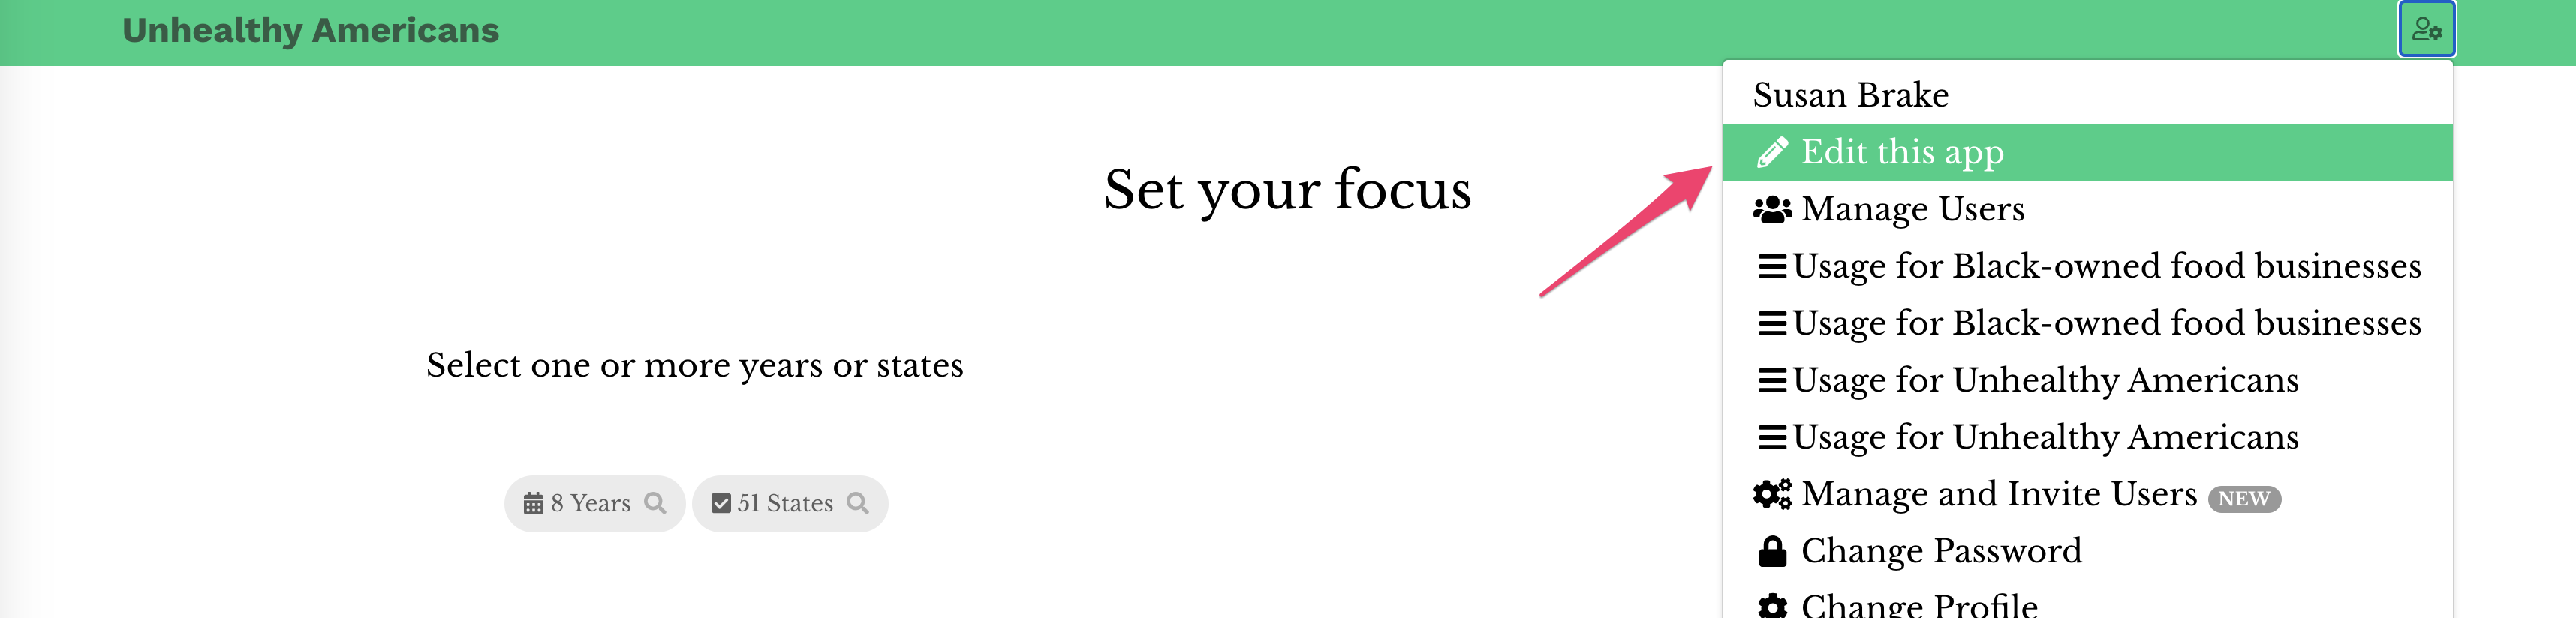 Unhealthy Americans
Susan Brake
Edit this app
Set your focus
Manage Users
Usage for Black-owned food businesses
Usage for Black-owned food businesses
Select one or more years or states
Usage for Unhealthy Americans
Usage for Unhealthy Americans
8 Years
51 States
Manage and Invite Users NEW
Change Password
Change Profile